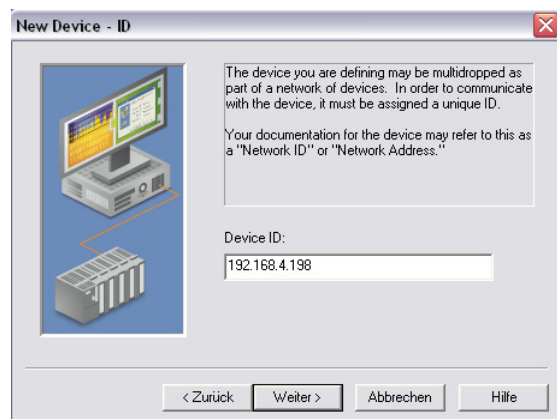 New Device - ID
The device you are defining may be multidropped as
part of a network of devices. In order to communicate
with the device, it must be assigned a unique ID.
Your documentation for the device may refer to this as
a "Network ID" or "Network Address."
Device ID:
192.168.4.198
< Zurück Weiter > Abbrechen Hilfe